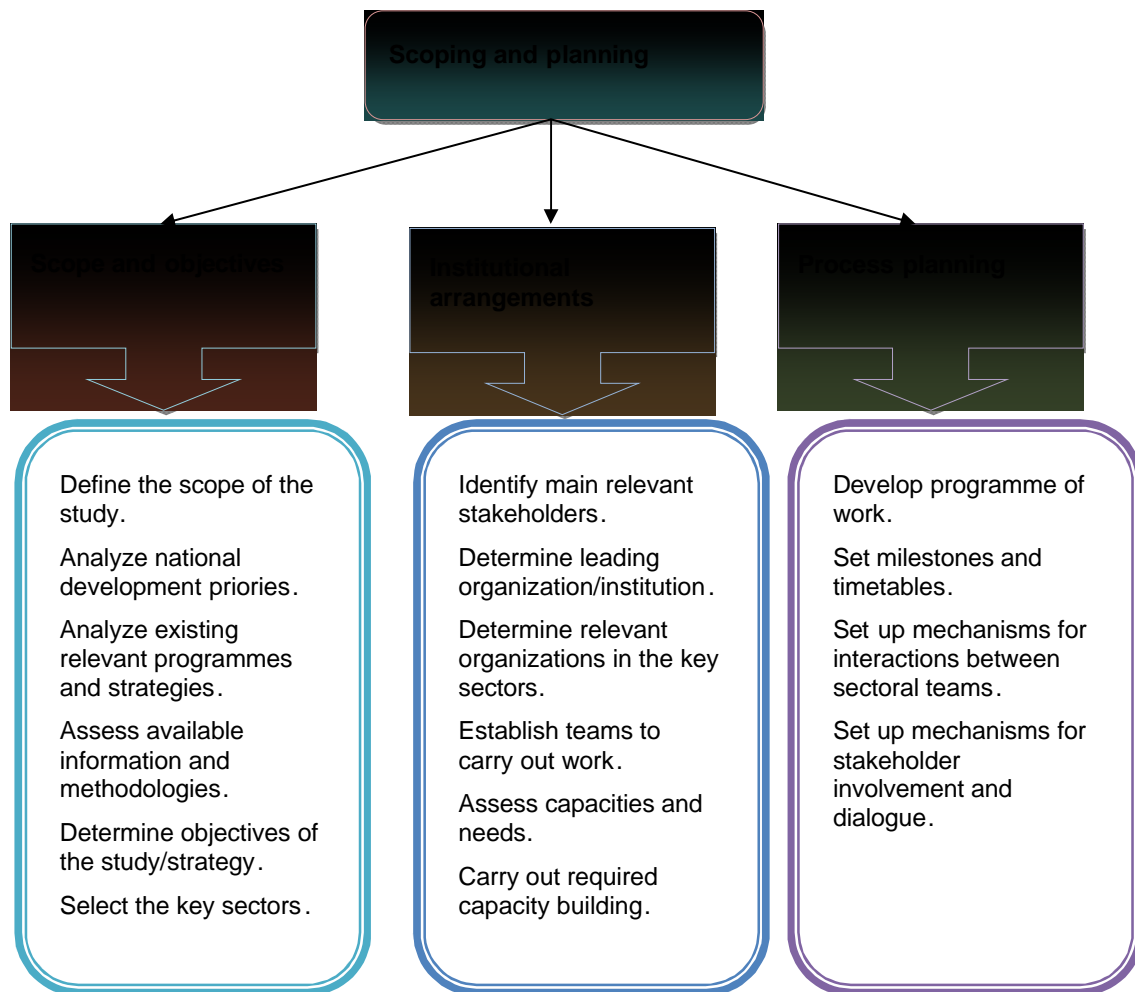 Scoping and planning
Scope and objectives
Institutional
arrangements
Process planning
Define the scope of the
study.
Analyze national
development priories.
Analyze existing
relevant programmes
and strategies.
Assess available
information and
methodologies.
Determine objectives of
the study/strategy.
Select the key sectors.
Identify main relevant
stakeholders.
Determine leading
organization/institution.
Determine relevant
organizations in the key
sectors.
Establish teams to
carry out work.
Assess capacities and
needs.
Carry out required
capacity building.
Develop programme of
work.
Set milestones and
timetables.
Set up mechanisms for
interactions between
sectoral teams.
Set up mechanisms for
stakeholder
involvement and
dialogue.